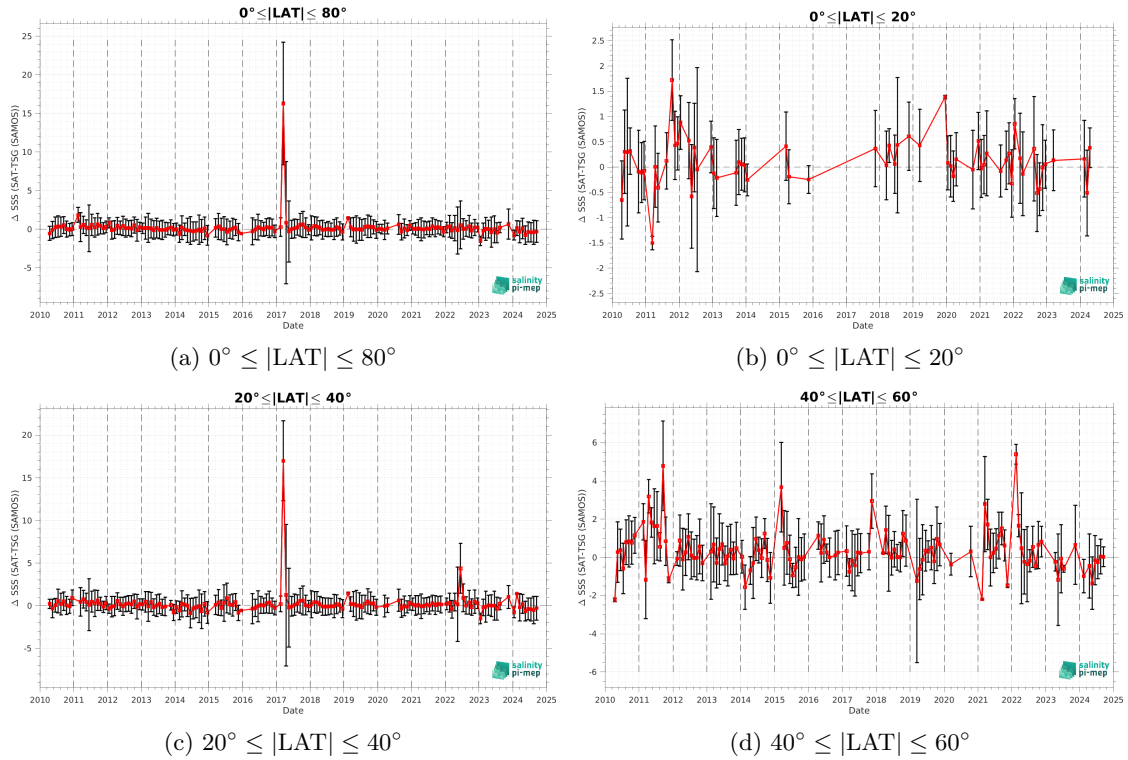 0°≤|LAT|≤ 80°
Δ SSS (SAT-TSG (SAMOS))
25
20
15
10
5
0
-5
2010 2011 2012 2013 2014 2015 2016 2017 2018 2019 2020 2021 2022 2023 2024 2025
Date
salinity
pi-mep
(a) 0° ≤ |LAT| ≤ 80°
0°≤|LAT|≤ 20°
Δ SSS (SAT-TSG (SAMOS))
2.5
2
1.5
1
0.5
0
-0.5
-1
-1.5
-2
-2.5
2010 2011 2012 2013 2014 2015 2016 2017 2018 2019 2020 2021 2022 2023 2024 2025
Date
salinity
pi-mep
(b) 0° ≤ |LAT| ≤ 20°
20°≤|LAT|≤ 40°
Δ SSS (SAT-TSG (SAMOS))
20
15
10
5
0
-5
2010 2011 2012 2013 2014 2015 2016 2017 2018 2019 2020 2021 2022 2023 2024 2025
Date
salinity
pi-mep
(c) 20° ≤ |LAT| ≤ 40°
40°≤|LAT|≤ 60°
Δ SSS (SAT-TSG (SAMOS))
6
4
2
0
-2
-4
-6
2010 2011 2012 2013 2014 2015 2016 2017 2018 2019 2020 2021 2022 2023 2024 2025
Date
salinity
pi-mep
(d) 40° ≤ |LAT| ≤ 60°